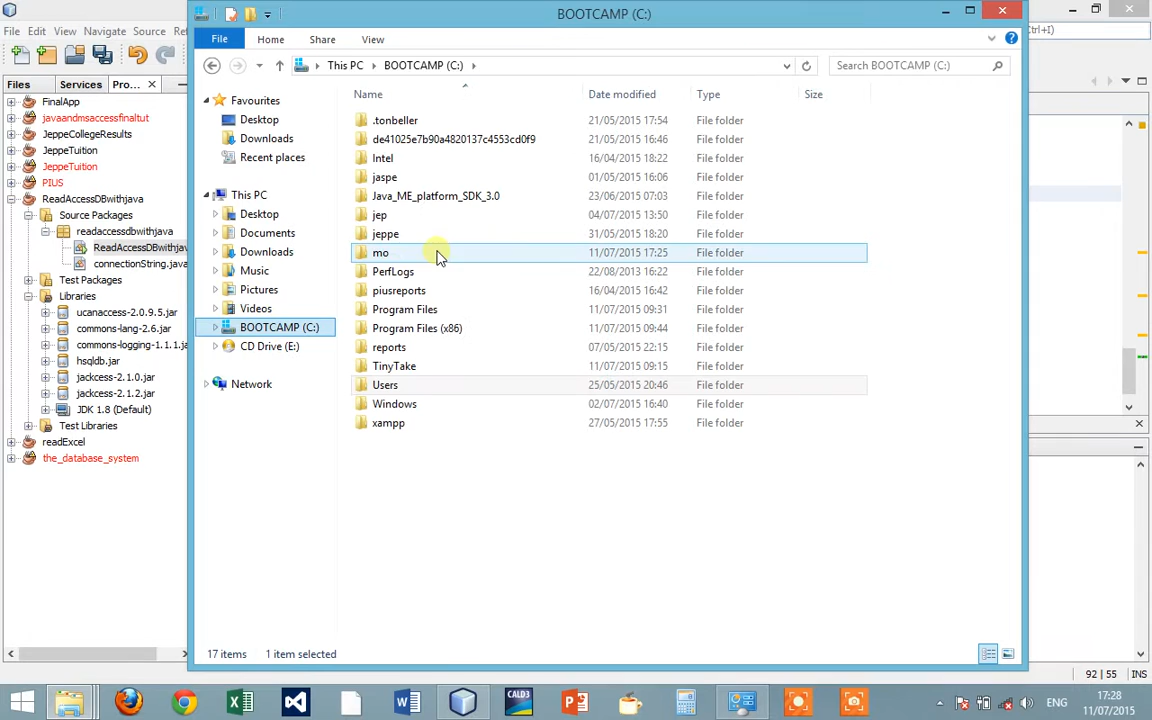 BOOTCAMP (C:)
File Edit View Navigate Source
File Home Share View
+I)
This PC BOOTCAMP (C:)
Search BOOTCAMP (C:)
Files Services Pro...
Name Date modified Type Size
FinalApp
javaandmsaccessfinaltut
JeppeCollegeResults
JeppeTuition
JeppeTuition
PIUS
ReadAccessDBwithjava
Source Packages
readaccessdbwithjava
ReadAccessDBwithjav
connectionString.java
Test Packages
Libraries
ucanaccess-2.0.9.5.jar
commons-lang-2.6.jar
commons-logging-1.1.1.j
hsqldb.jar
jackcess-2.1.0.jar
jackcess-2.1.2.jar
JDK 1.8 (Default)
Test Libraries
readExcel
the_database_system
Favourites
Desktop
Downloads
Recent places
This PC
Desktop
Documents
Downloads
Music
Pictures
Videos
BOOTCAMP (C:)
CD Drive (E:)
Network
.tonbeller 21/05/2015 17:54 File folder
de41025e7b90a4820137c4553cd0f9 21/05/2015 16:46 File folder
Intel 16/04/2015 18:22 File folder
jaspe 01/05/2015 16:06 File folder
Java_ME_platform_SDK_3.0 23/06/2015 07:03 File folder
jep 04/07/2015 13:50 File folder
jeppe 31/05/2015 18:20 File folder
mo 11/07/2015 17:25 File folder
PerfLogs 22/08/2013 16:22 File folder
piusreports 16/04/2015 16:42 File folder
Program Files 11/07/2015 09:31 File folder
Program Files (x86) 11/07/2015 09:44 File folder
reports 07/05/2015 22:15 File folder
TinyTake 11/07/2015 09:15 File folder
Users 25/05/2015 20:46 File folder
Windows 02/07/2015 16:40 File folder
xampp 27/05/2015 17:55 File folder
17 items 1 item selected
92 | 55 INS
CALD3
ENG
17:28
11/07/2015